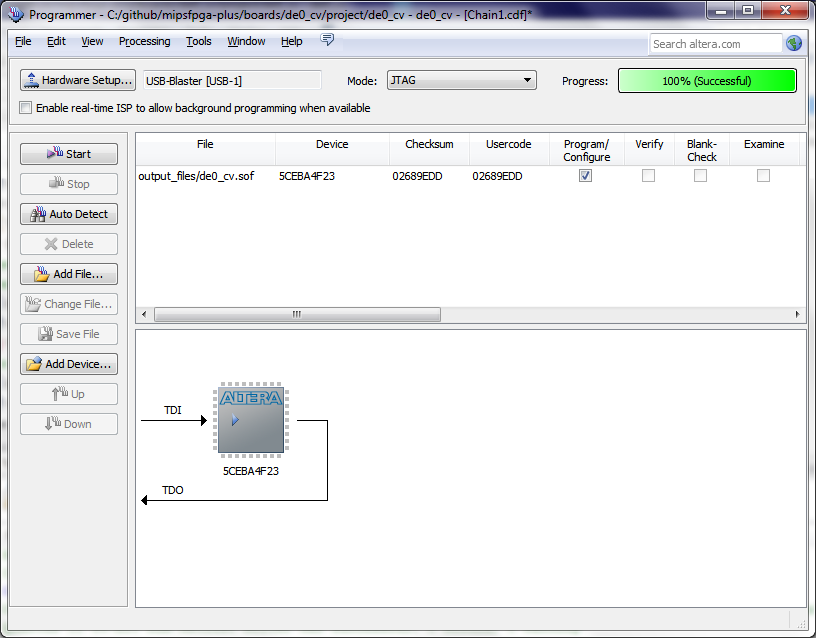 Programmer - C:/github/mipsfpga-plus/boards/de0_cv/project/de0_cv - de0_cv - [Chain1.cdf]*
File Edit View Processing Tools Window Help
Search altera.com
Hardware Setup... USB-Blaster [USB-1] Mode: JTAG Progress: 100% (Successful)
Enable real-time ISP to allow background programming when available
Start
Stop
Auto Detect
Delete
Add File...
Change File...
Save File
Add Device...
Up
Down
File Device Checksum Usercode Program/ Verify Blank- Examine
Configure Check
output_files/de0_cv.sof 5CEBA4F23 02689EDD 02689EDD
ALTERA
TDI
5CEBA4F23
TDO